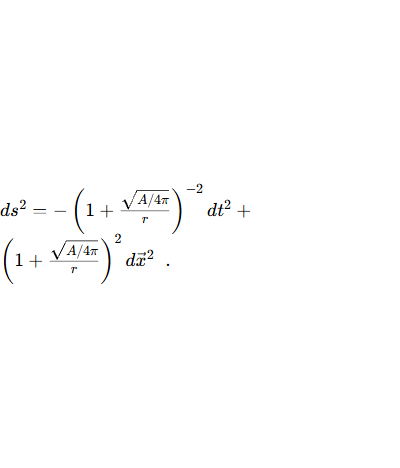 $ds^2 = -\left(1 + \frac{\sqrt{A/4\pi}}{r}\right)^{-2} dt^2 +$
$\left(1 + \frac{\sqrt{A/4\pi}}{r}\right)^2 d\vec{x}^2 \ .$